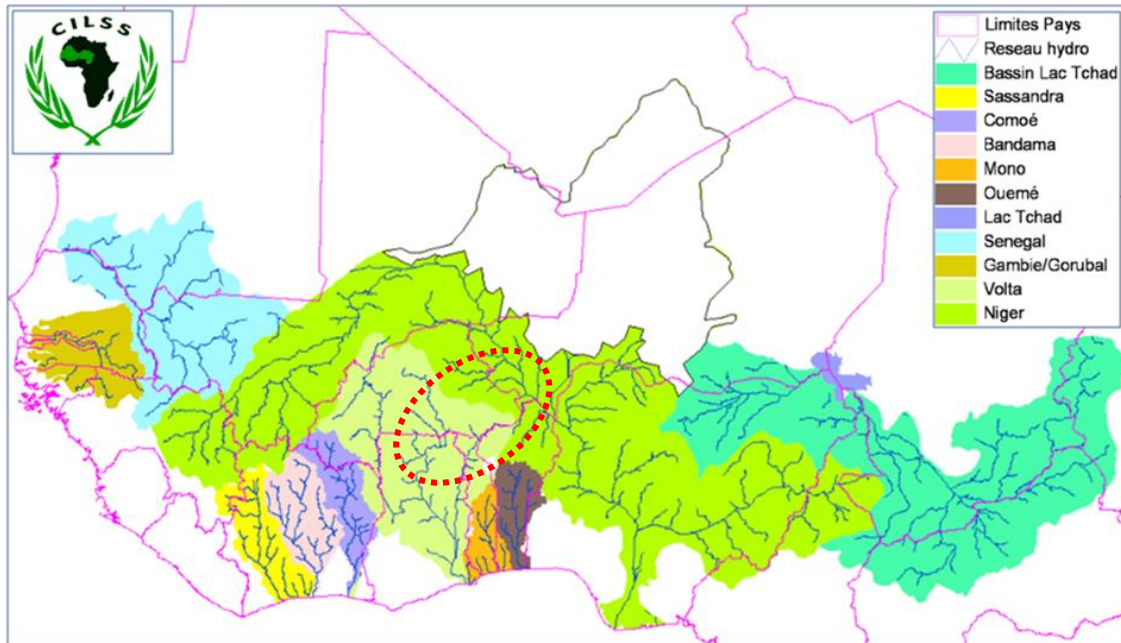 CILSS
Limites Pays
Reseau hydro
Bassin Lac Tchad
Sassandra
Comoé
Bandama
Mono
Ouemé
Lac Tchad
Senegal
Gambie/Gorubal
Volta
Niger